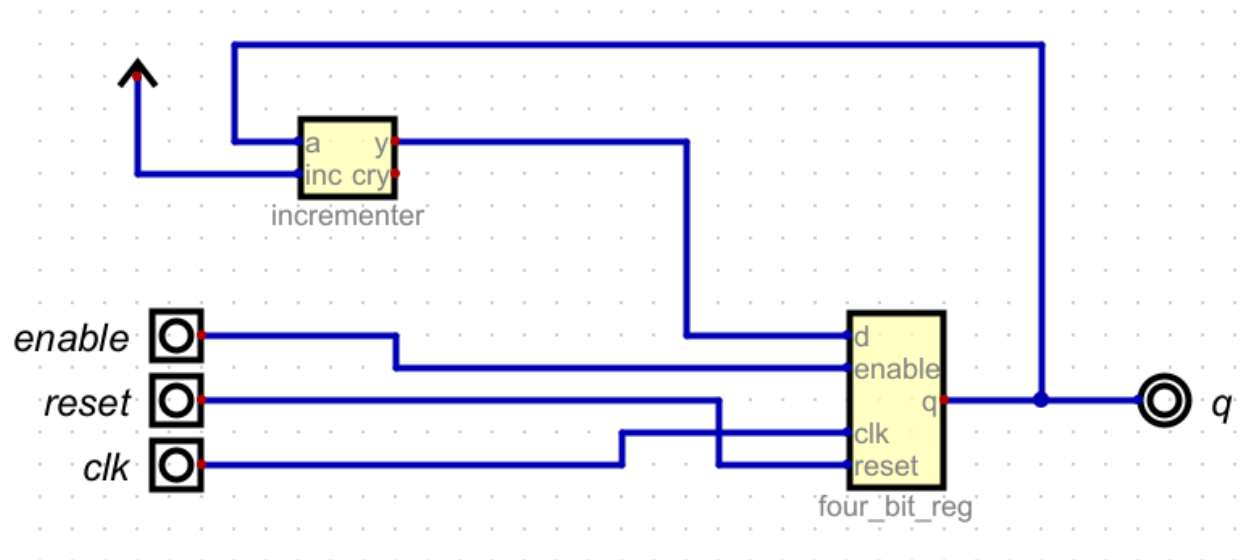 a y
inc cry
incrementer
enable
reset
clk
d
enable
q
clk
reset
four_bit_reg
q